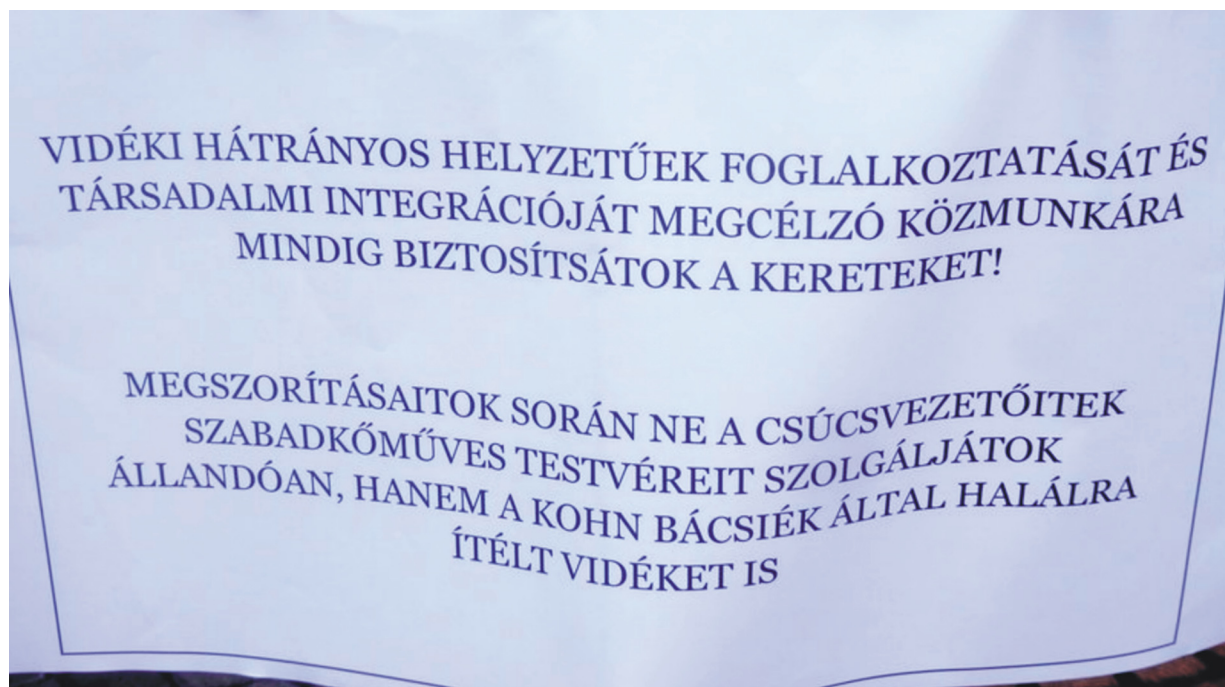 VIDÉKI HÁTRÁNYOS HELYZETŰEK FOGLALKOZTATÁSÁT ÉS
TÁRSADALMI INTEGRÁCIÓJÁT MEGCÉLZÓ KÖZMUNKÁRA
MINDIG BIZTOSÍTSÁTOK A KERETEKET!
MEGSZORÍTÁSAITOK SORÁN NE A CSÚCSVEZETŐITEK
SZABADKŐMŰVES TESTVÉREIT SZOLGÁLJÁTOK
ÁLLANDÓAN, HANEM A KOHN BÁCSIÉK ÁLTAL HALÁLRA
ÍTÉLT VIDÉKET IS